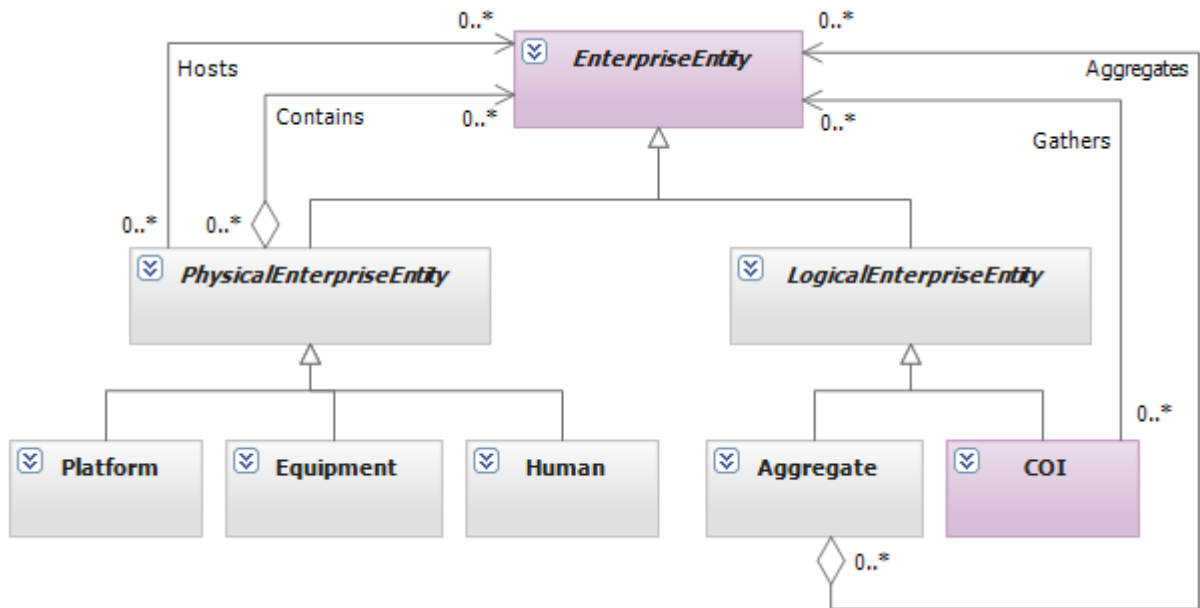 0..*
0..*
EnterpriseEntity
Hosts
Aggregates
Contains
0..*
0..*
Gathers
0..*
0..*
PhysicalEnterpriseEntity
LogicalEnterpriseEntity
0..*
Platform
Equipment
Human
Aggregate
COI
0..*